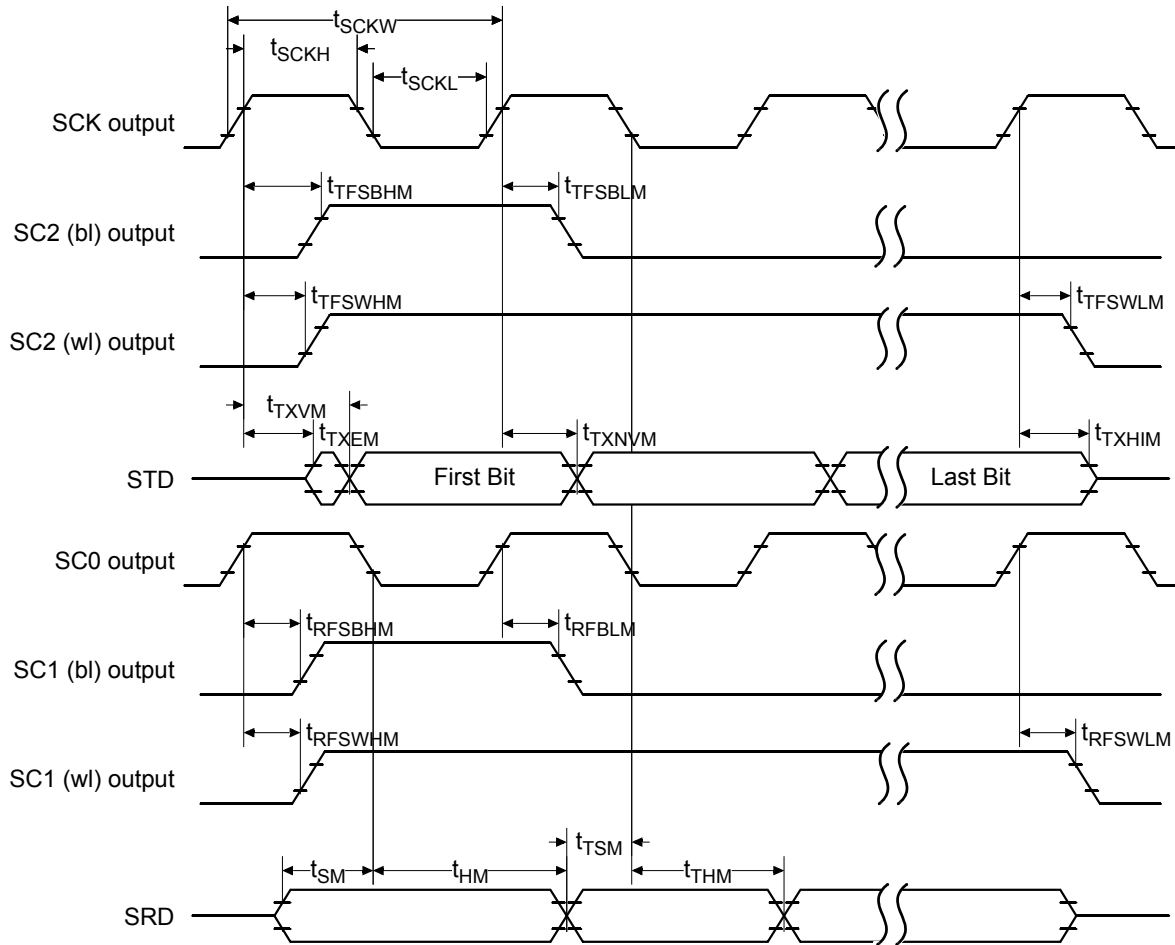 tSCKW
tSCKH
tSCKL
SCK output
tTFSBHM
tTFSBLM
SC2 (bl) output
tTFSWHM
tTFSWLM
SC2 (wl) output
tTXVM
tTXEM
tTXNVM
tTXHIM
STD
First Bit
Last Bit
SC0 output
tRFSBHM
tRFBLM
SC1 (bl) output
tRFSWHM
tRFSWLM
SC1 (wl) output
tTSM
tSM
tHM
tTHM
SRD